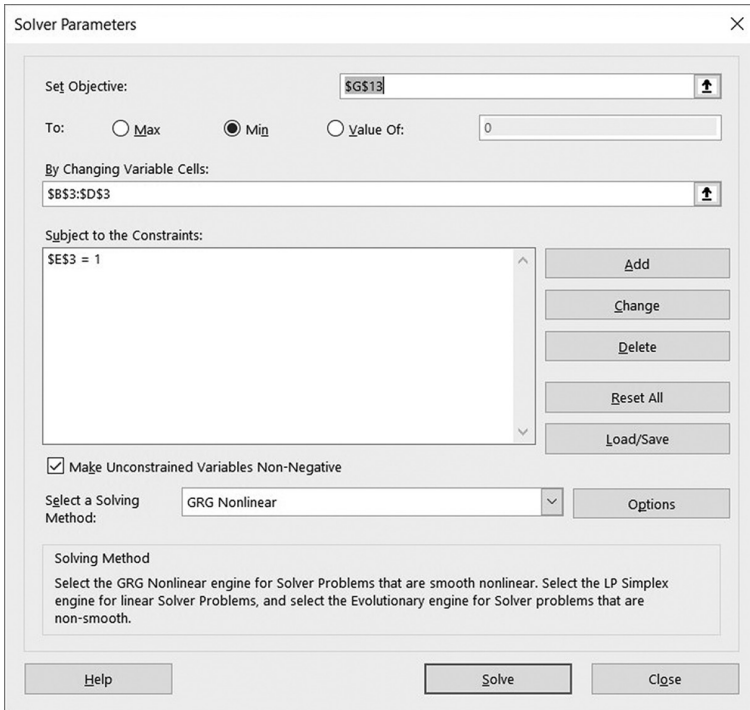 Solver Parameters
Set Objective:
$G$13
To:
Max
Min
Value Of:
0
By Changing Variable Cells:
$B$3:$D$3
Subject to the Constraints:
$E$3 = 1
Add
Change
Delete
Reset All
Load/Save
Make Unconstrained Variables Non-Negative
Select a Solving
Method:
GRG Nonlinear
Options
Solving Method
Select the GRG Nonlinear engine for Solver Problems that are smooth nonlinear. Select the LP Simplex
engine for linear Solver Problems, and select the Evolutionary engine for Solver problems that are
non-smooth.
Help
Solve
Close